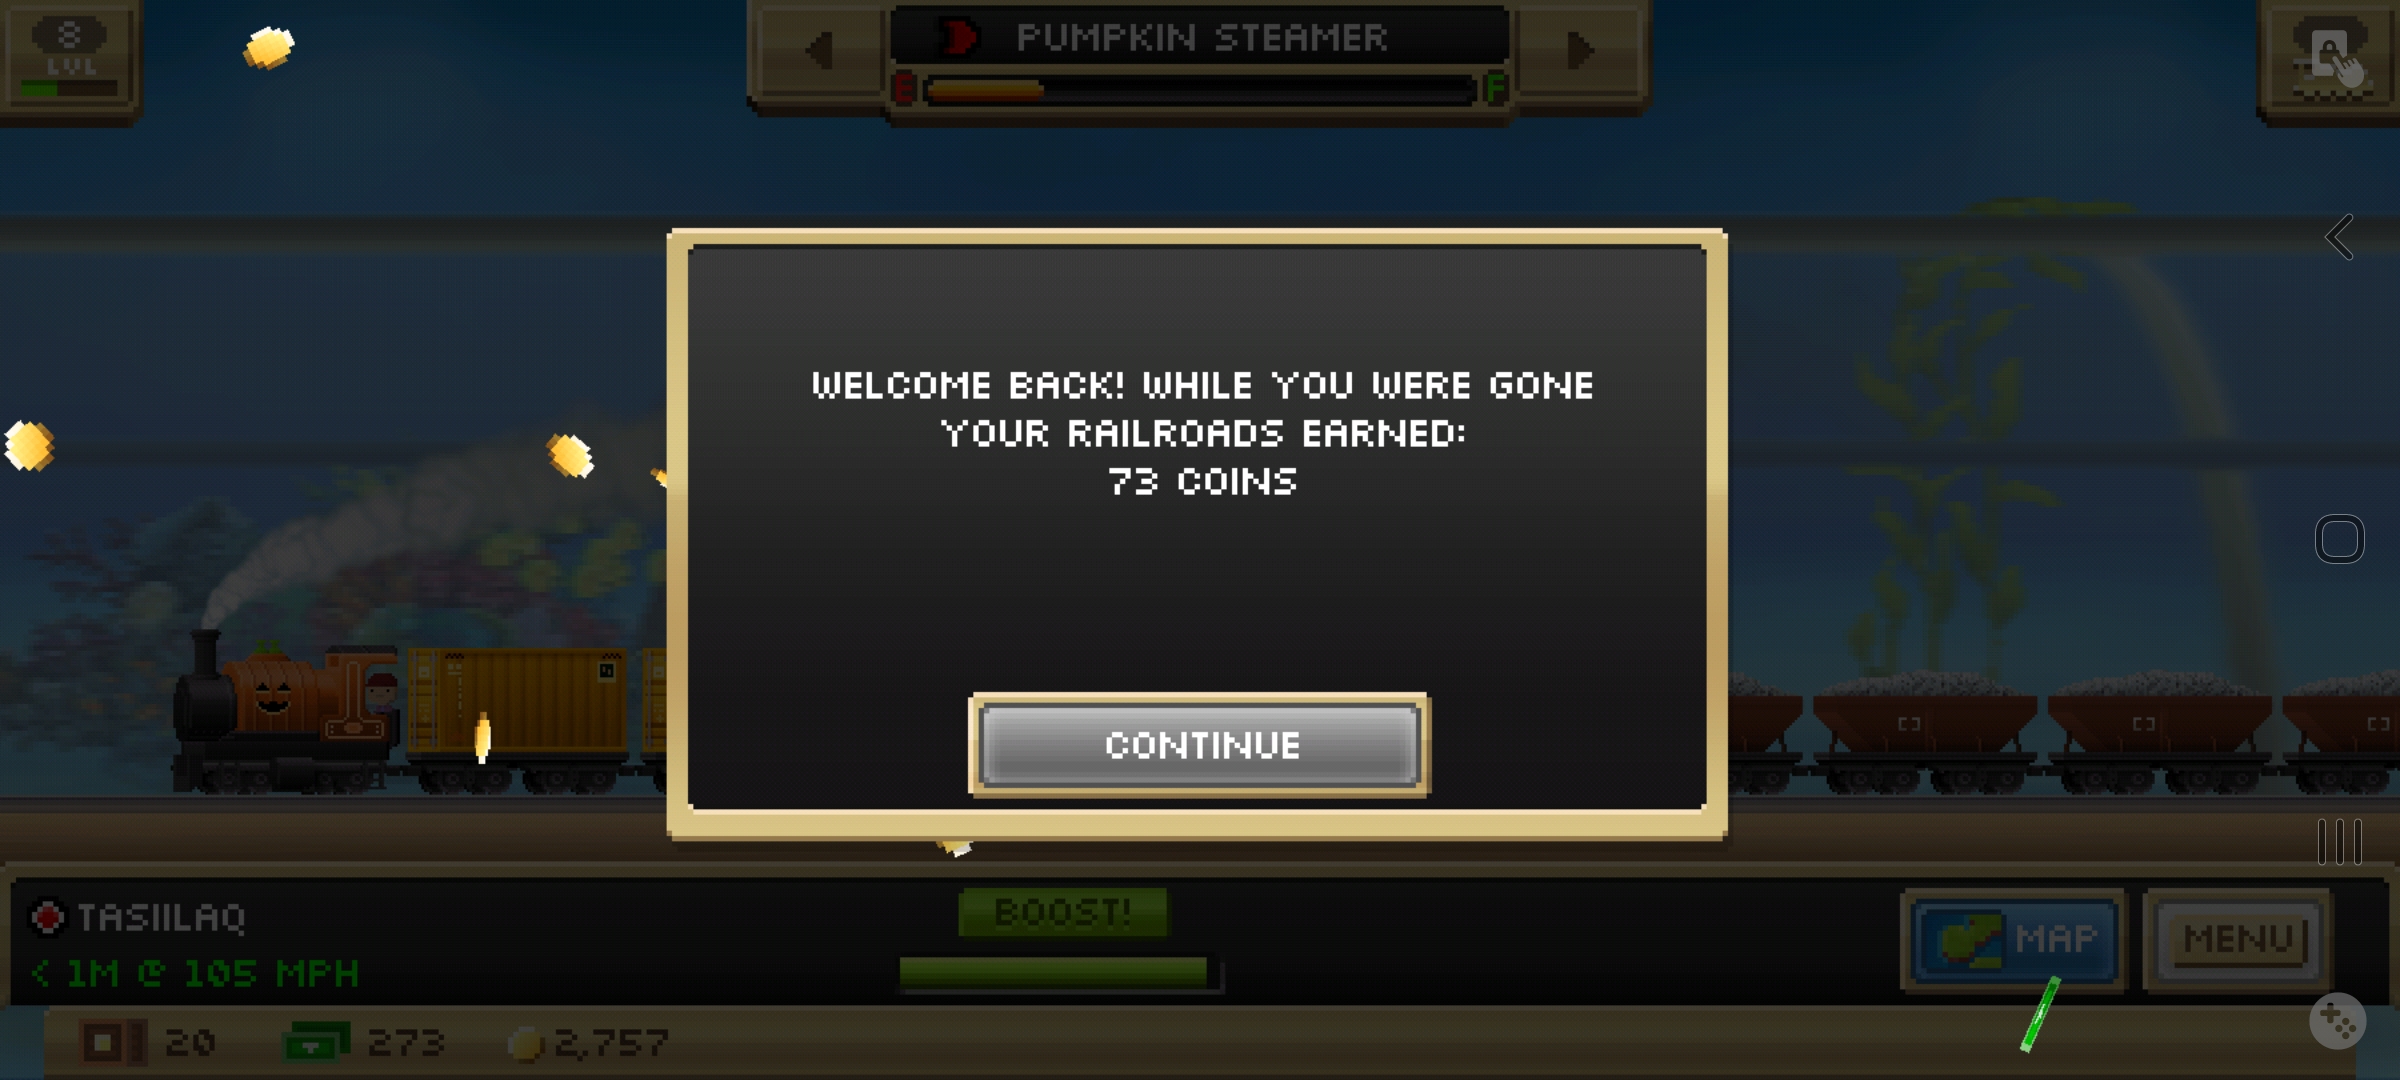 8
LVL
PUMPKIN STEAMER
E F
WELCOME BACK! WHILE YOU WERE GONE
YOUR RAILROADS EARNED:
73 COINS
CONTINUE
TASIILAQ
< 1M @ 105 MPH
BOOST!
MAP
MENU
20 273 2,757